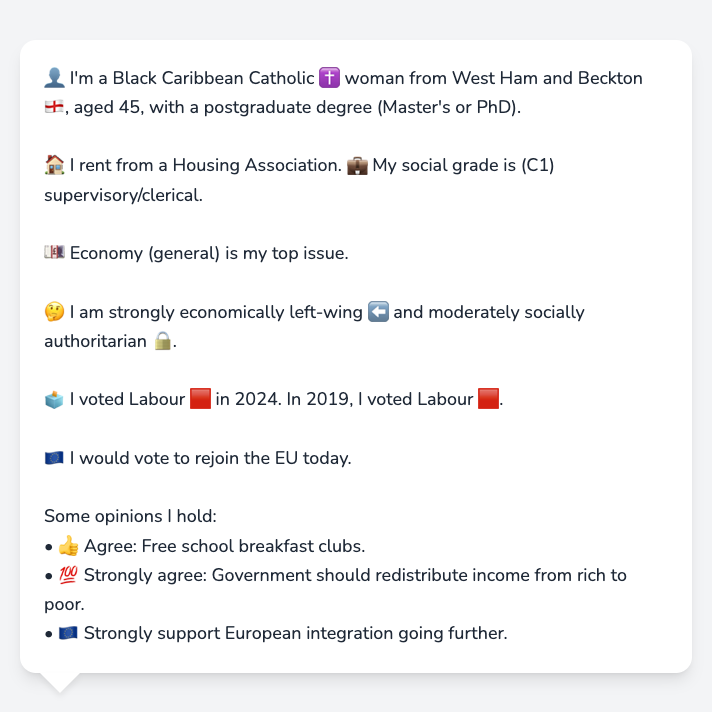 👤 I'm a Black Caribbean Catholic ✝️ woman from West Ham and Beckton
🏴󠁧󠁢󠁥󠁮󠁧󠁿, aged 45, with a postgraduate degree (Master's or PhD).
🏠 I rent from a Housing Association. 💼 My social grade is (C1)
supervisory/clerical.
💷 Economy (general) is my top issue.
🤔 I am strongly economically left-wing ⬅️ and moderately socially
authoritarian 🔒.
🗳️ I voted Labour 🟥 in 2024. In 2019, I voted Labour 🟥.
🇪🇺 I would vote to rejoin the EU today.
Some opinions I hold:
• 👍 Agree: Free school breakfast clubs.
• 💯 Strongly agree: Government should redistribute income from rich to
poor.
• 🇪🇺 Strongly support European integration going further.